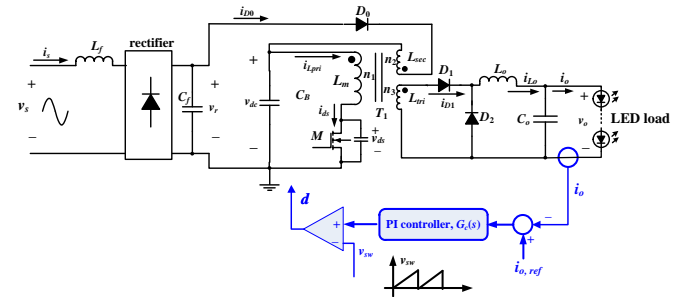 i_s
L_f
rectifier
i_D0
D_0
+
v_s
−
C_f
+
v_r
−
+
v_dc
−
C_B
i_Lpri
L_m
n_1
n_2
L_sec
n_3
L_tri
T_1
i_ds
M
+
v_ds
−
D_1
i_D1
D_2
L_o
i_Lo
i_o
C_o
+
v_o
−
LED load
d
+
−
v_sw
PI controller, G_c(s)
−
+
i_o
i_o, ref
v_sw